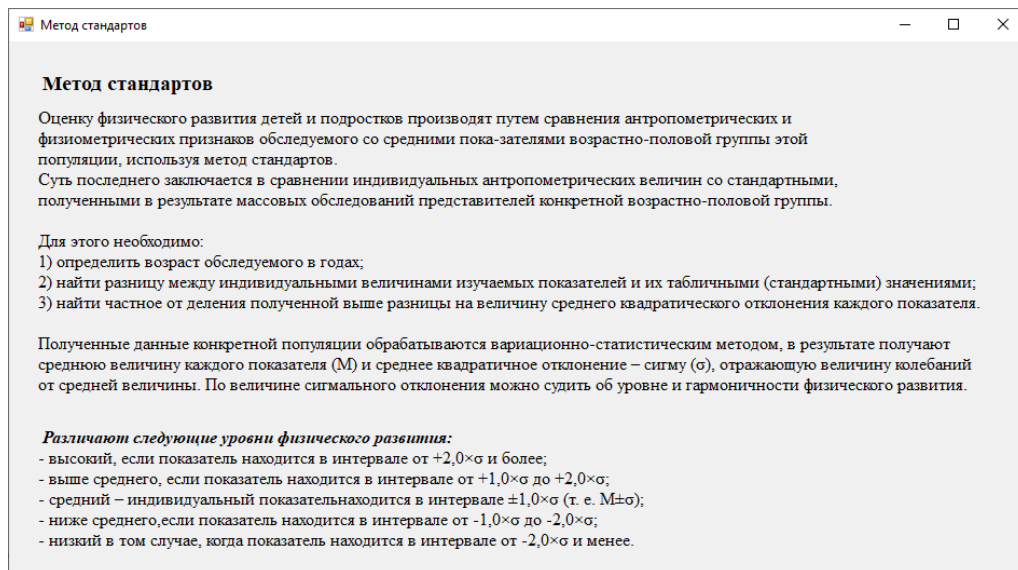 Метод стандартов
Метод стандартов
Оценку физического развития детей и подростков производят путем сравнения антропометрических и
физиометрических признаков обследуемого со средними пока-зателями возрастно-половой группы этой
популяции, используя метод стандартов.
Суть последнего заключается в сравнении индивидуальных антропометрических величин со стандартными,
полученными в результате массовых обследований представителей конкретной возрастно-половой группы.
Для этого необходимо:
1) определить возраст обследуемого в годах;
2) найти разницу между индивидуальными величинами изучаемых показателей и их табличными (стандартными) значениями;
3) найти частное от деления полученной выше разницы на величину среднего квадратического отклонения каждого показателя.
Полученные данные конкретной популяции обрабатываются вариационно-статистическим методом, в результате получают
среднюю величину каждого показателя (М) и среднее квадратичное отклонение – сигму (σ), отражающую величину колебаний
от средней величины. По величине сигмального отклонения можно судить об уровне и гармоничности физического развития.
Различают следующие уровни физического развития:
- высокий, если показатель находится в интервале от +2,0×σ и более;
- выше среднего, если показатель находится в интервале от +1,0×σ до +2,0×σ;
- средний – индивидуальный показательнаходится в интервале ±1,0×σ (т. е. М±σ);
- ниже среднего,если показатель находится в интервале от -1,0×σ до -2,0×σ;
- низкий в том случае, когда показатель находится в интервале от -2,0×σ и менее.